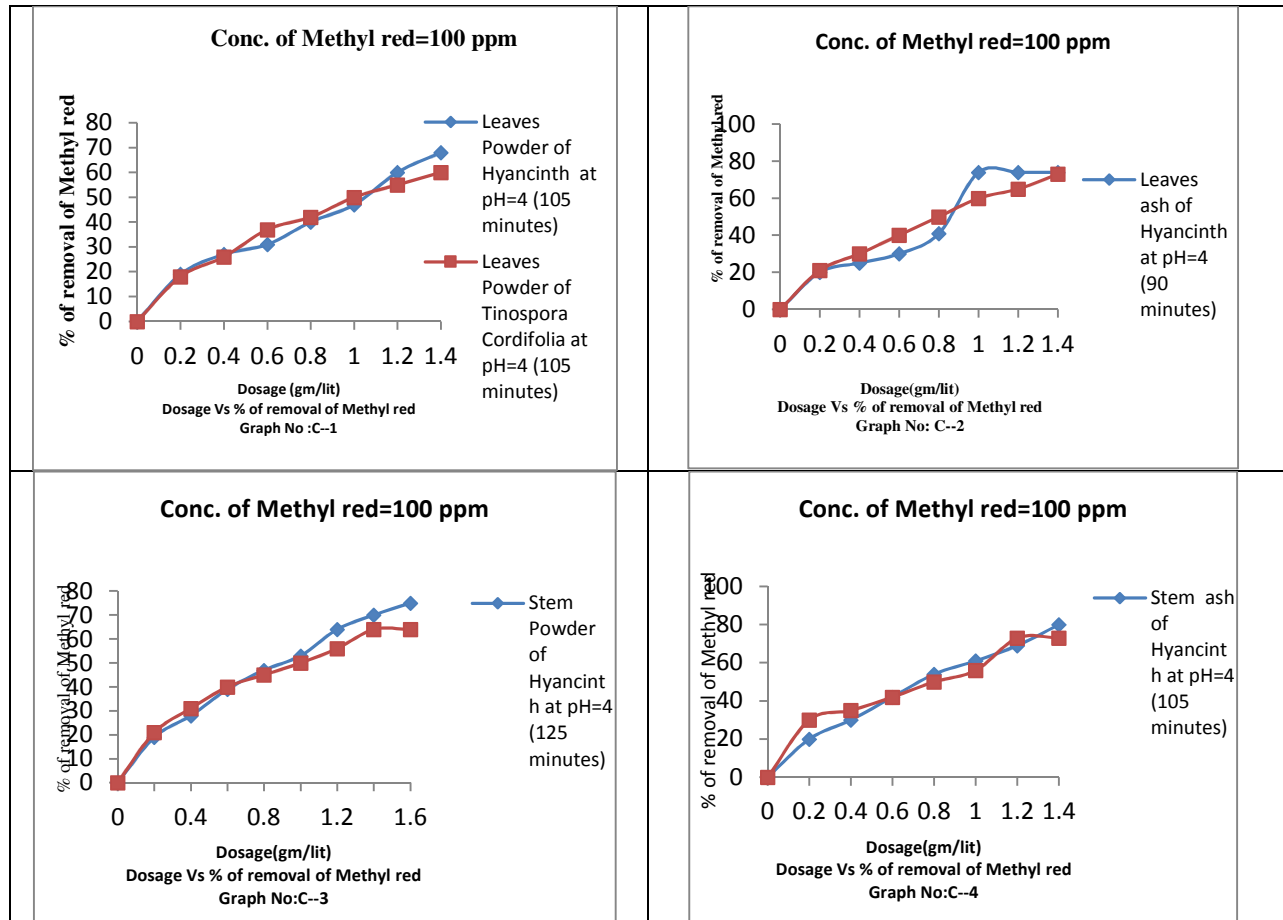 Conc. of Methyl red=100 ppm
% of removal of Methyl red
80
70
60
50
40
30
20
10
0
0 0.2 0.4 0.6 0.8 1 1.2 1.4
Leaves
Powder of
Hyancinth at
pH=4 (105
minutes)
Leaves
Powder of
Tinospora
Cordifolia at
pH=4 (105
minutes)
Dosage (gm/lit)
Dosage Vs % of removal of Methyl red
Graph No :C--1
Conc. of Methyl red=100 ppm
% of removal of Methyl red
100
80
60
40
20
0
0 0.2 0.4 0.6 0.8 1 1.2 1.4
Leaves
ash of
Hyancinth
at pH=4
(90
minutes)
Dosage(gm/lit)
Dosage Vs % of removal of Methyl red
Graph No: C--2
Conc. of Methyl red=100 ppm
% of removal of Methyl red
80
70
60
50
40
30
20
10
0
0 0.4 0.8 1.2 1.6
Stem
Powder
of
Hyancint
h at pH=4
(125
minutes)
Dosage(gm/lit)
Dosage Vs % of removal of Methyl red
Graph No:C--3
Conc. of Methyl red=100 ppm
% of removal of Methyl red
100
80
60
40
20
0
0 0.2 0.4 0.6 0.8 1 1.2 1.4
Stem ash
of
Hyancint
h at pH=4
(105
minutes)
Dosage(gm/lit)
Dosage Vs % of removal of Methyl red
Graph No:C--4